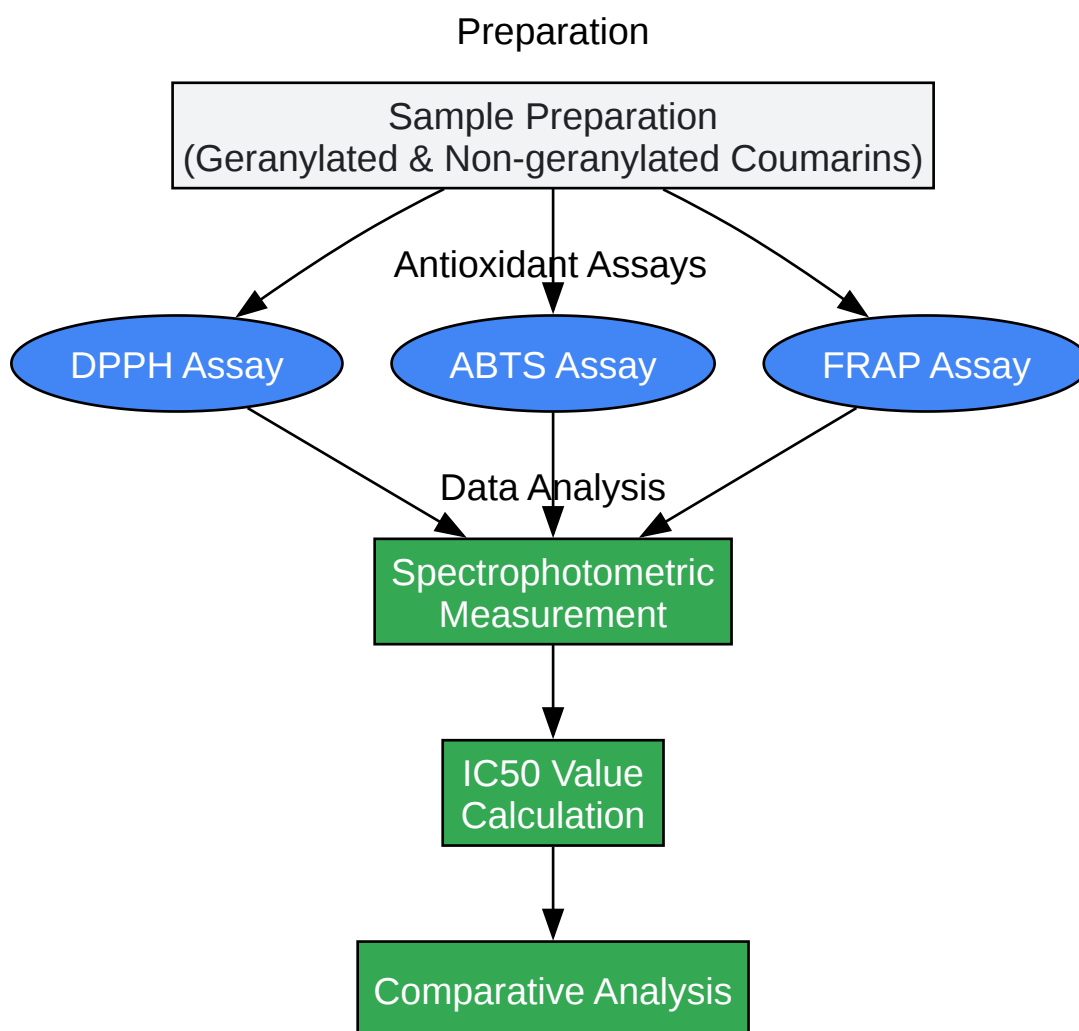 Preparation
Sample Preparation
(Geranylated & Non-geranylated Coumarins)
Antioxidant Assays
DPPH Assay
ABTS Assay
FRAP Assay
Data Analysis
Spectrophotometric
Measurement
IC50 Value
Calculation
Comparative Analysis